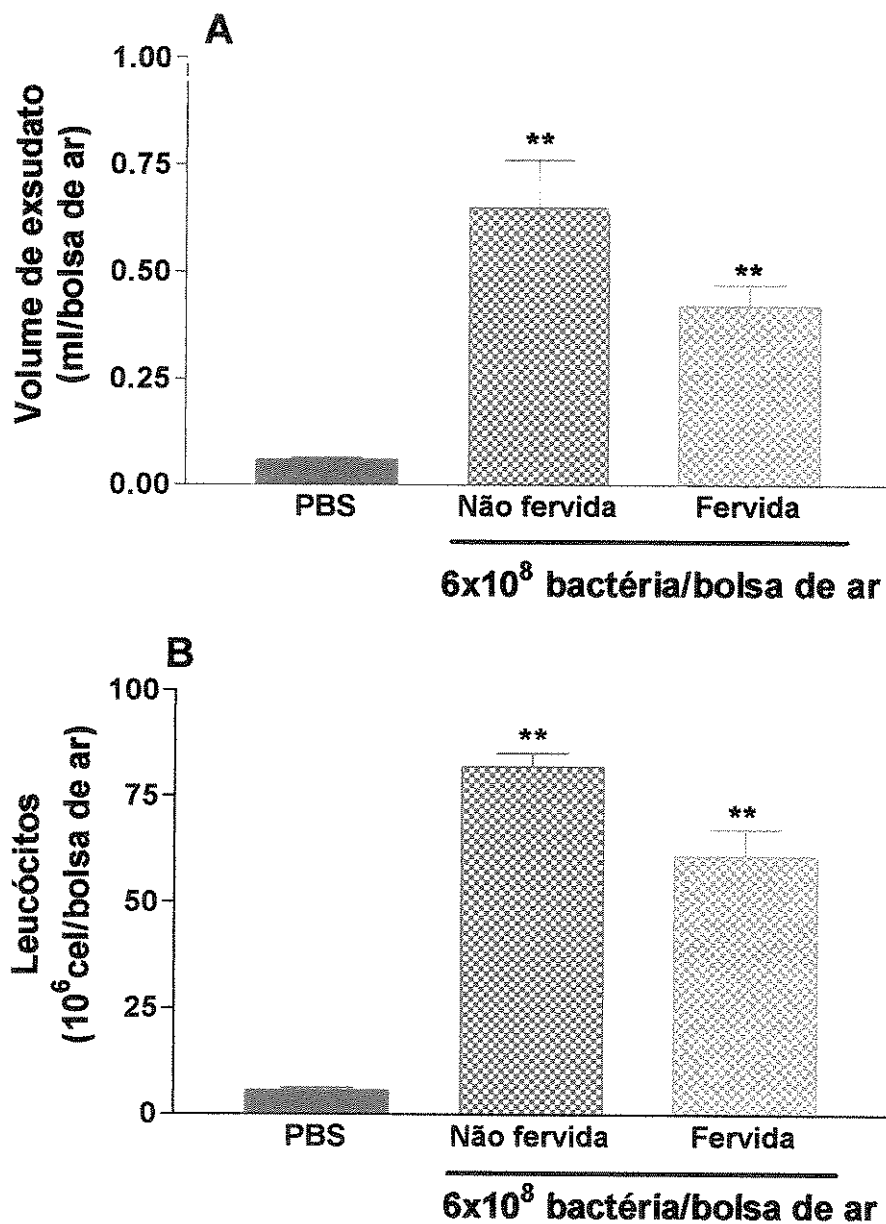 A
Volume de exsudato
(ml/bolsa de ar)
1.00
0.75
0.50
0.25
0.00
**
**
PBS
Não fervida
Fervida
6x10⁸ bactéria/bolsa de ar
B
Leucócitos
(10⁶cel/bolsa de ar)
100
75
50
25
0
**
**
PBS
Não fervida
Fervida
6x10⁸ bactéria/bolsa de ar